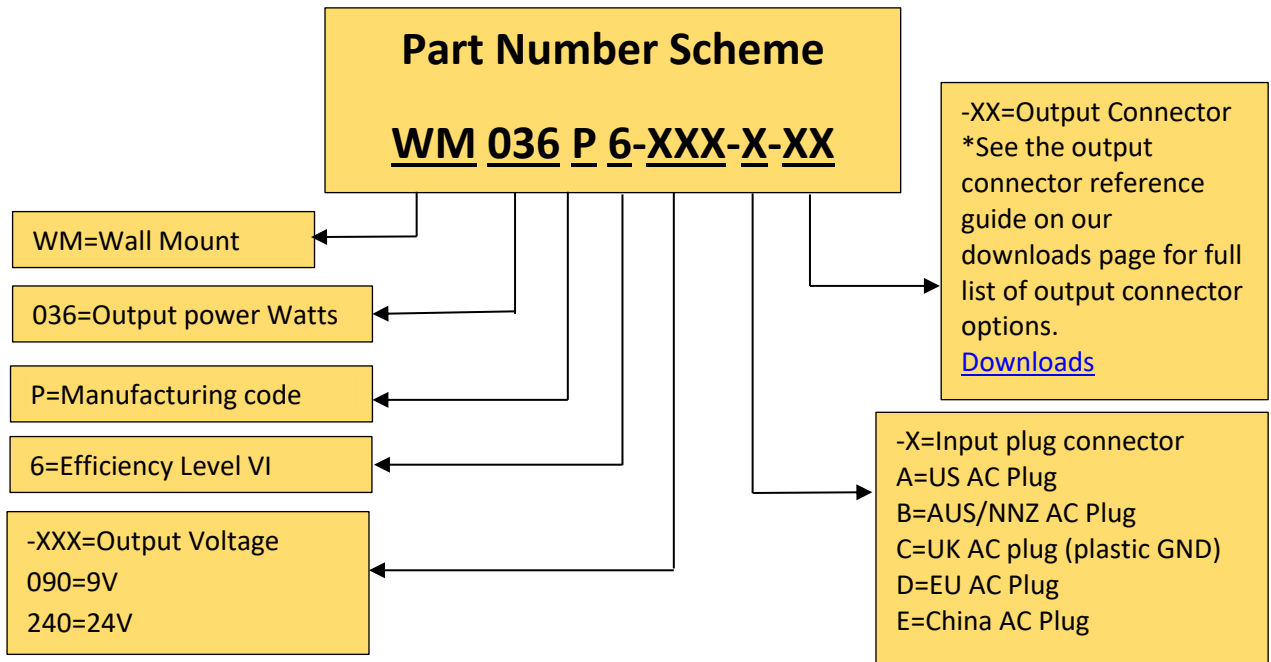 Part Number Scheme
WM 036 P 6-XXX-X-XX
WM=Wall Mount
036=Output power Watts
P=Manufacturing code
6=Efficiency Level VI
-XXX=Output Voltage
090=9V
240=24V
-XX=Output Connector
*See the output
connector reference
guide on our
downloads page for full
list of output connector
options.
Downloads
-X=Input plug connector
A=US AC Plug
B=AUS/NNZ AC Plug
C=UK AC plug (plastic GND)
D=EU AC Plug
E=China AC Plug